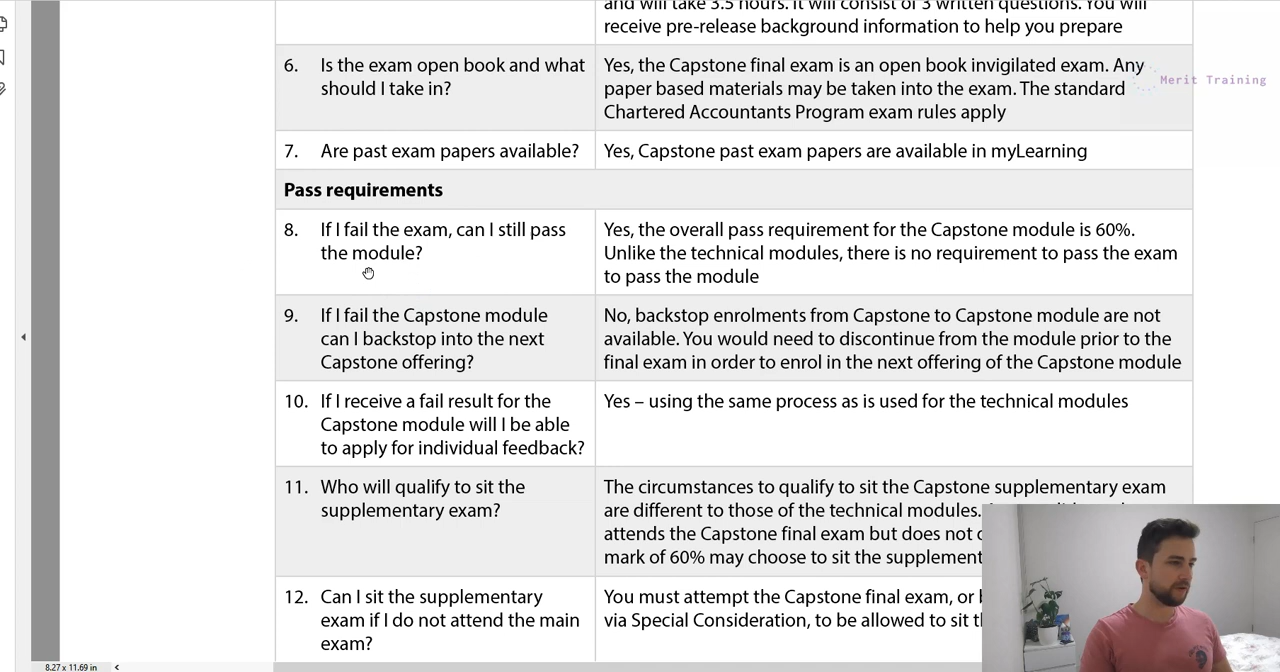 and will take 3.5 hours. It will consist of 3 written questions. You will
receive pre-release background information to help you prepare
6. Is the exam open book and what
should I take in?
Yes, the Capstone final exam is an open book invigilated exam. Any
paper based materials may be taken into the exam. The standard
Chartered Accountants Program exam rules apply
Merit Training
7. Are past exam papers available?
Yes, Capstone past exam papers are available in myLearning
Pass requirements
8. If I fail the exam, can I still pass
the module?
Yes, the overall pass requirement for the Capstone module is 60%.
Unlike the technical modules, there is no requirement to pass the exam
to pass the module
9. If I fail the Capstone module
can I backstop into the next
Capstone offering?
No, backstop enrolments from Capstone to Capstone module are not
available. You would need to discontinue from the module prior to the
final exam in order to enrol in the next offering of the Capstone module
10. If I receive a fail result for the
Capstone module will I be able
to apply for individual feedback?
Yes – using the same process as is used for the technical modules
11. Who will qualify to sit the
supplementary exam?
The circumstances to qualify to sit the Capstone supplementary exam
are different to those of the technical modules.
attends the Capstone final exam but does not
mark of 60% may choose to sit the supplement
12. Can I sit the supplementary
exam if I do not attend the main
exam?
You must attempt the Capstone final exam, or
via Special Consideration, to be allowed to sit
8.27 x 11.69 in